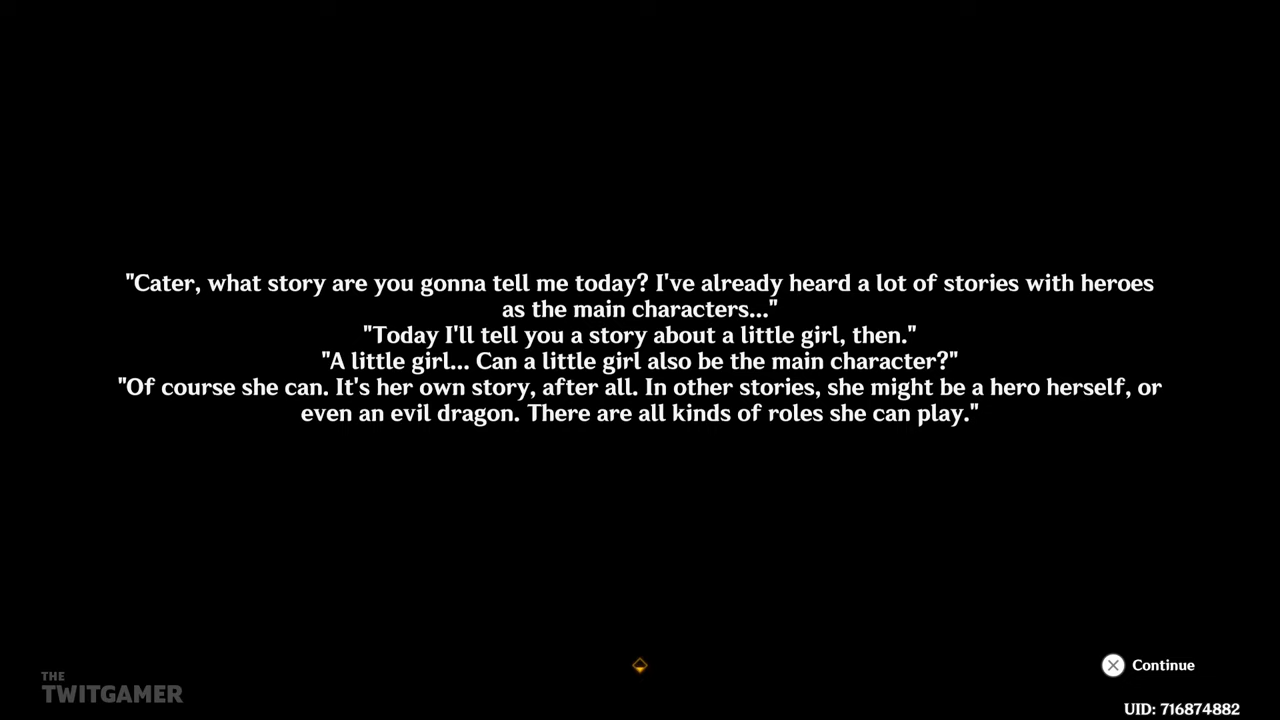 "Cater, what story are you gonna tell me today? I've already heard a lot of stories with heroes
as the main characters..."
"Today I'll tell you a story about a little girl, then."
"A little girl... Can a little girl also be the main character?"
"Of course she can. It's her own story, after all. In other stories, she might be a hero herself, or
even an evil dragon. There are all kinds of roles she can play."
Continue
THE
TWITGAMER
UID: 716874882